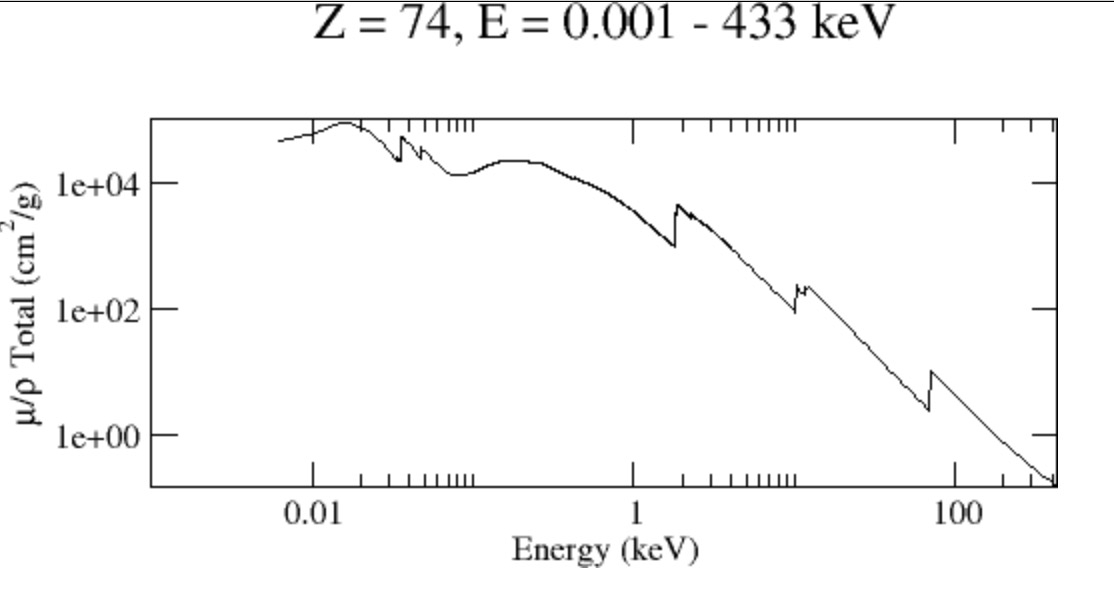 Z = 74, E = 0.001 - 433 keV
μ/ρ Total (cm²/g)
1e+04
1e+02
1e+00
0.01
1
100
Energy (keV)